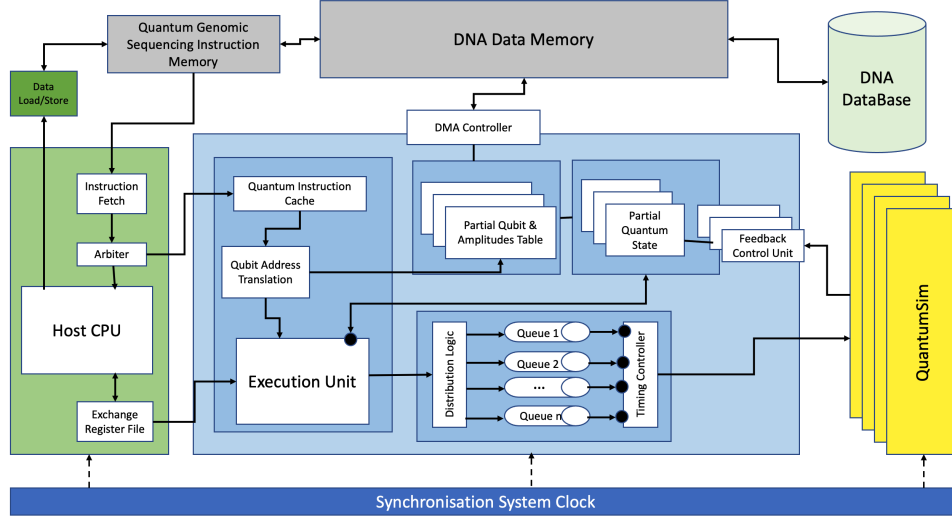 Quantum Genomic
Sequencing Instruction
Memory
DNA Data Memory
DNA
DataBase
Data
Load/Store
DMA Controller
Instruction
Fetch
Quantum Instruction
Cache
Partial Qubit &
Amplitudes Table
Partial
Quantum
State
Feedback
Control Unit
Arbiter
Qubit Address
Translation
Host CPU
Execution Unit
Distribution Logic
Queue 1
Queue 2
...
Queue n
Timing Controller
QuantumSim
Exchange
Register File
Synchronisation System Clock